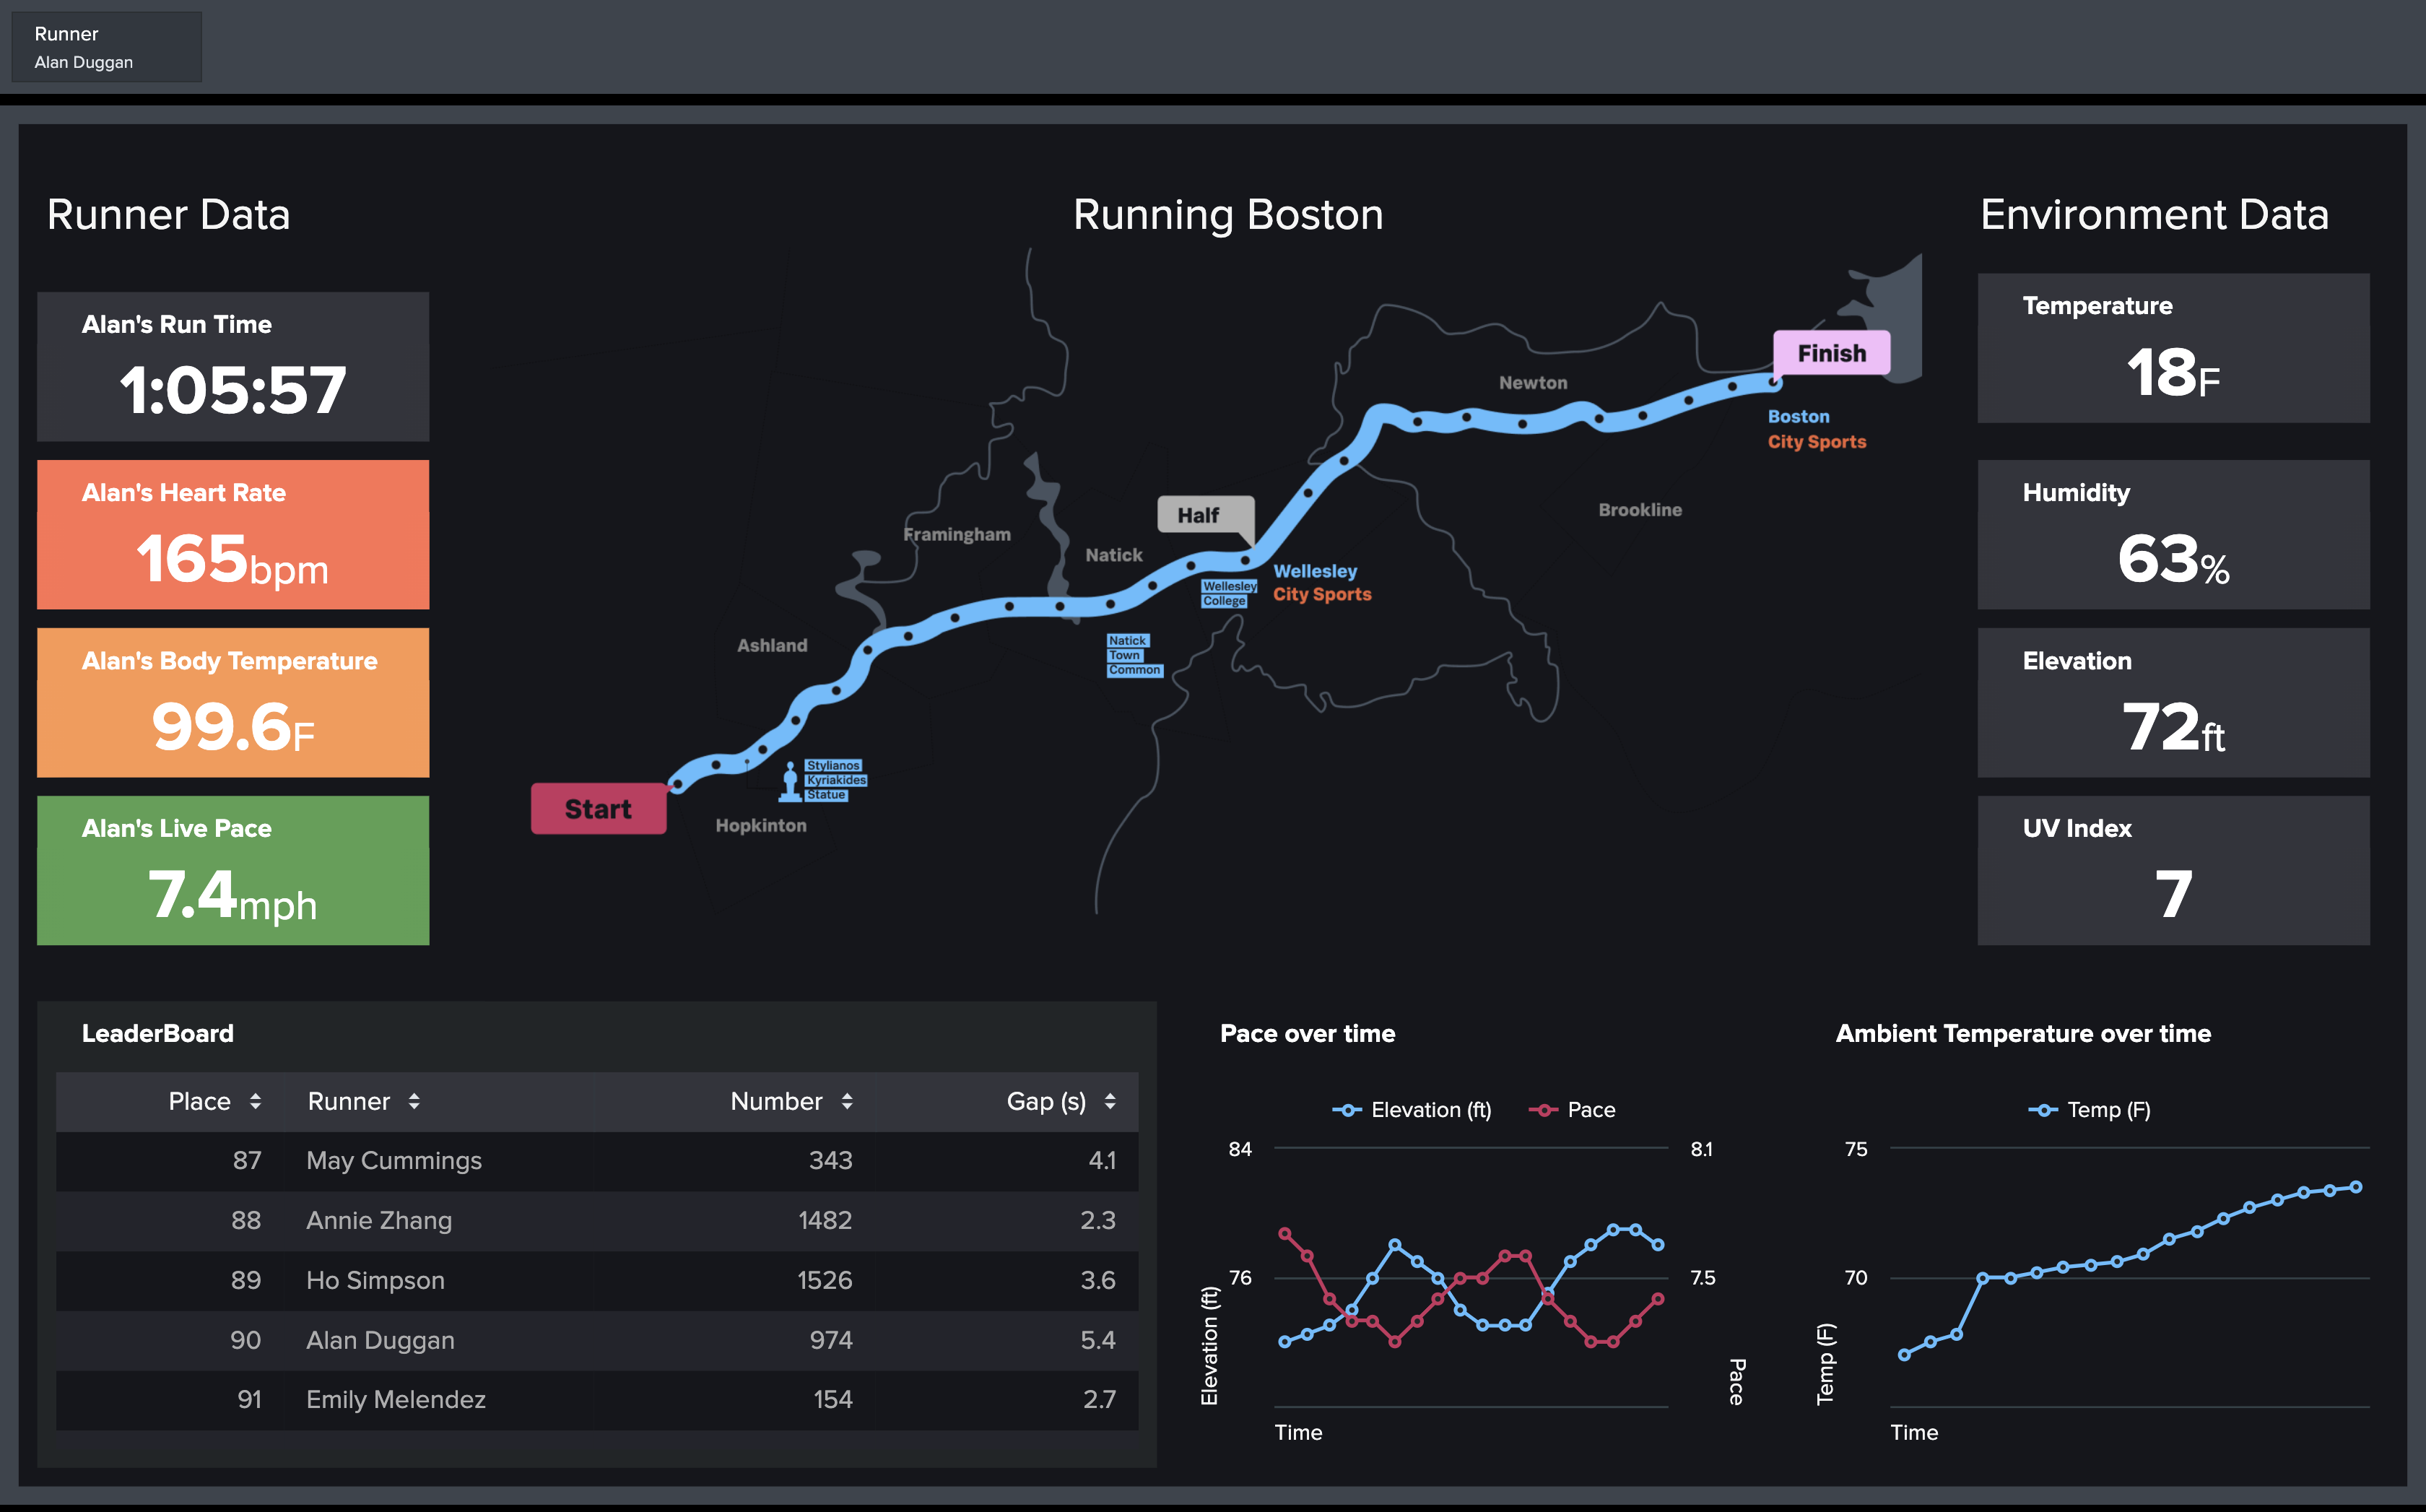 Runner
Alan Duggan
Runner Data
Running Boston
Environment Data
Alan's Run Time
1:05:57
Alan's Heart Rate
165bpm
Alan's Body Temperature
99.6F
Alan's Live Pace
7.4mph
Finish
Newton
Boston
City Sports
Brookline
Half
Framingham
Natick
Wellesley
City Sports
Wellesley
College
Natick
Town
Common
Ashland
Stylianos
Kyriakides
Statue
Start
Hopkinton
Temperature
18F
Humidity
63%
Elevation
72ft
UV Index
7
LeaderBoard
Place Runner Number Gap (s)
87 May Cummings 343 4.1
88 Annie Zhang 1482 2.3
89 Ho Simpson 1526 3.6
90 Alan Duggan 974 5.4
91 Emily Melendez 154 2.7
Pace over time
Elevation (ft) Pace
84 8.1
76 7.5
Elevation (ft)
Pace
Time
Ambient Temperature over time
Temp (F)
75
70
Temp (F)
Time